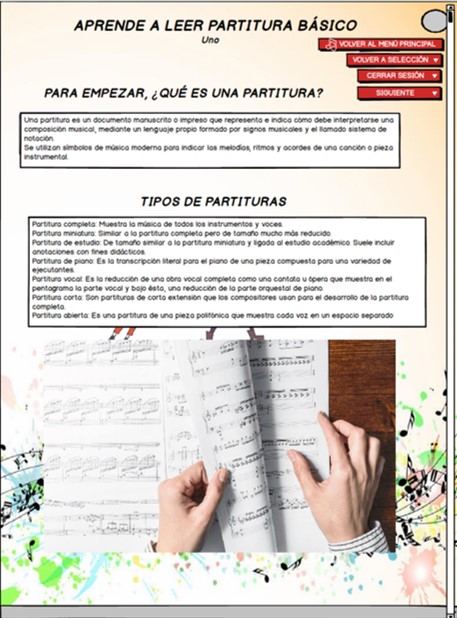 APRENDE A LEER PARTITURA BÁSICO
Uno
VOLVER AL MENÚ PRINCIPAL
VOLVER A SELECCIÓN
CERRAR SESIÓN
SIGUIENTE
PARA EMPEZAR, ¿QUÉ ES UNA PARTITURA?
Una partitura es un documento manuscrito o impreso que representa e indica cómo debe interpretarse una
composición musical, mediante un lenguaje propio formado por signos musicales y el llamado sistema de
notación.
Se utilizan símbolos de música moderna para indicar las melodías, ritmos y acordes de una canción o pieza
instrumental.
TIPOS DE PARTITURAS
Partitura completa: Muestra la música de todos los instrumentos y voces.
Partitura miniatura: Similar a la partitura completa pero de tamaño mucho más reducido.
Partitura de estudio: De tamaño similar a la partitura miniatura y ligada al estudio académico. Suele incluir
anotaciones con fines didácticos.
Partitura de piano: Es la transcripción literal para el piano de una pieza compuesta para una variedad de
ejecutantes.
Partitura vocal: Es la reducción de una obra vocal completa como una cantata u ópera que muestra en el
pentagrama la parte vocal y bajo ésta, una reducción de la parte orquestal de piano.
Partitura corta: Son partituras de corta extensión que los compositores usan para el desarrollo de la partitura
completa.
Partitura abierta: Es una partitura de una pieza polifónica que muestra cada voz en un espacio separado